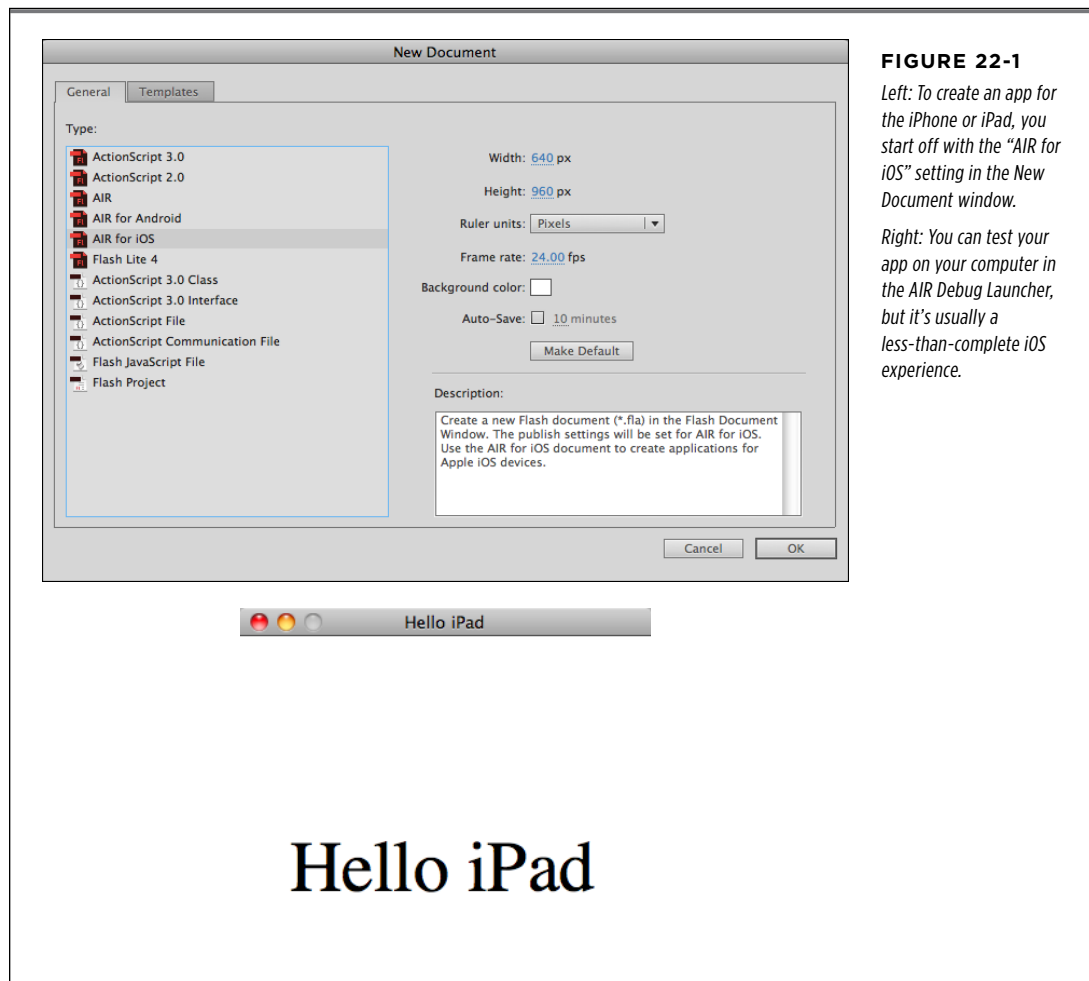 New Document
General
Templates
Type:
ActionScript 3.0
ActionScript 2.0
AIR
AIR for Android
AIR for iOS
Flash Lite 4
ActionScript 3.0 Class
ActionScript 3.0 Interface
ActionScript File
ActionScript Communication File
Flash JavaScript File
Flash Project
Width: 640 px
Height: 960 px
Ruler units: Pixels
Frame rate: 24.00 fps
Background color:
Auto-Save: 10 minutes
Make Default
Description:
Create a new Flash document (*.fla) in the Flash Document
Window. The publish settings will be set for AIR for iOS.
Use the AIR for iOS document to create applications for
Apple iOS devices.
Cancel
OK
FIGURE 22-1
Left: To create an app for
the iPhone or iPad, you
start off with the “AIR for
iOS” setting in the New
Document window.
Right: You can test your
app on your computer in
the AIR Debug Launcher,
but it’s usually a
less-than-complete iOS
experience.
Hello iPad
Hello iPad